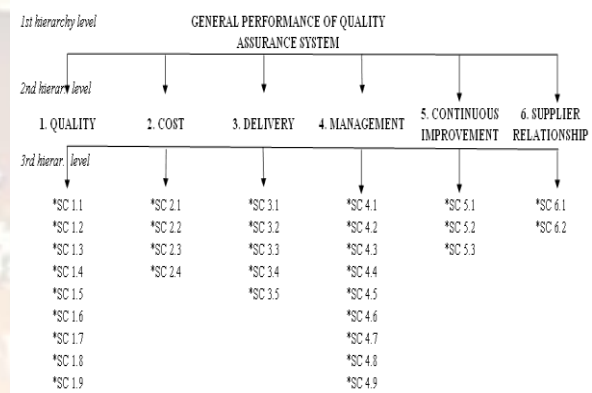 1st hierarchy level
GENERAL PERFORMANCE OF QUALITY
ASSURANCE SYSTEM
2nd hierar. level
1. QUALITY
2. COST
3. DELIVERY
4. MANAGEMENT
5. CONTINUOUS
IMPROVEMENT
6. SUPPLIER
RELATIONSHIP
3rd hierar. level
*SC 1.1
*SC 1.2
*SC 1.3
*SC 1.4
*SC 1.5
*SC 1.6
*SC 1.7
*SC 1.8
*SC 1.9
*SC 2.1
*SC 2.2
*SC 2.3
*SC 2.4
*SC 3.1
*SC 3.2
*SC 3.3
*SC 3.4
*SC 3.5
*SC 4.1
*SC 4.2
*SC 4.3
*SC 4.4
*SC 4.5
*SC 4.6
*SC 4.7
*SC 4.8
*SC 4.9
*SC 5.1
*SC 5.2
*SC 5.3
*SC 6.1
*SC 6.2